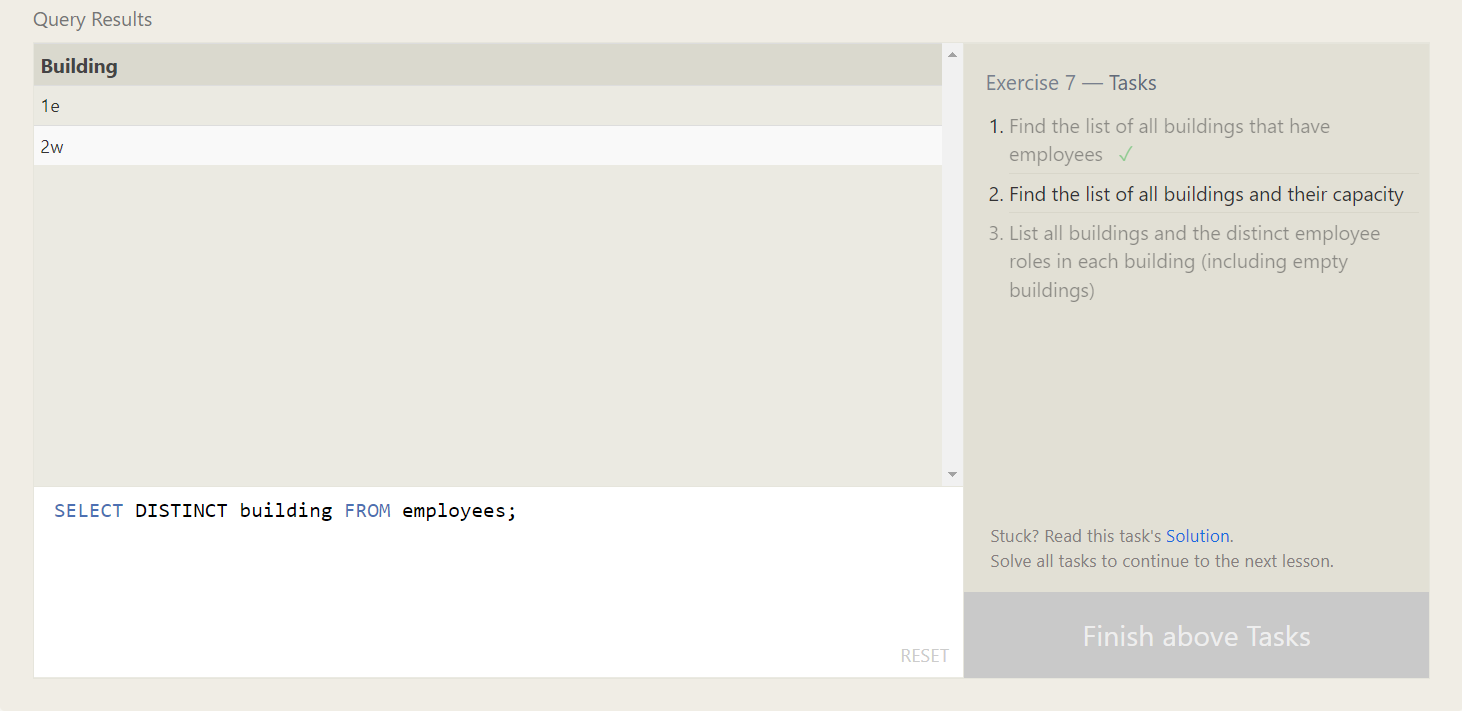 Query Results
Building
1e
2w
SELECT DISTINCT building FROM employees;
RESET
Exercise 7 — Tasks
1. Find the list of all buildings that have
employees ✓
2. Find the list of all buildings and their capacity
3. List all buildings and the distinct employee
roles in each building (including empty
buildings)
Stuck? Read this task's Solution.
Solve all tasks to continue to the next lesson.
Finish above Tasks